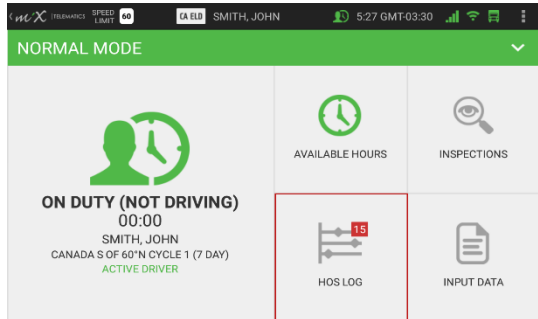 mix TELEMATICS SPEED LIMIT 60 CA ELD SMITH, JOHN 5:27 GMT-03:30
NORMAL MODE
AVAILABLE HOURS
INSPECTIONS
ON DUTY (NOT DRIVING)
00:00
SMITH, JOHN
CANADA S OF 60°N CYCLE 1 (7 DAY)
ACTIVE DRIVER
15
HOS LOG
INPUT DATA